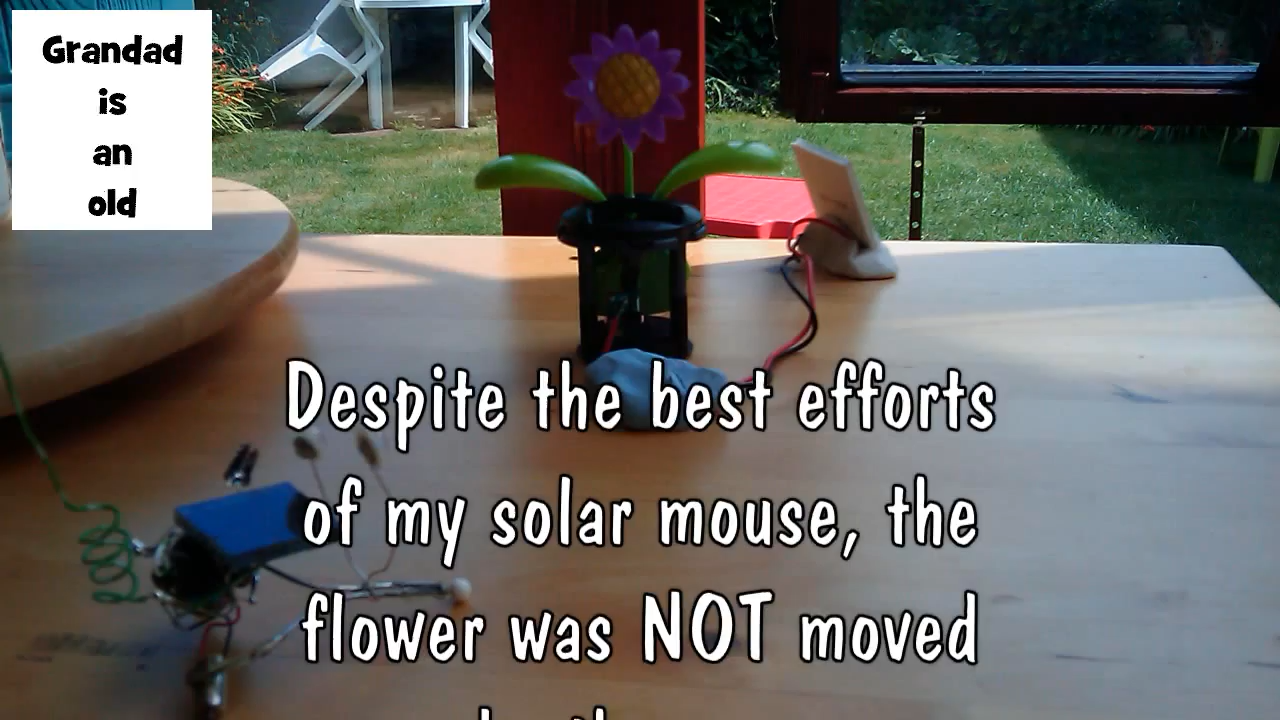 Grandad
is
an
old
Despite the best efforts
of my solar mouse, the
flower was NOT moved